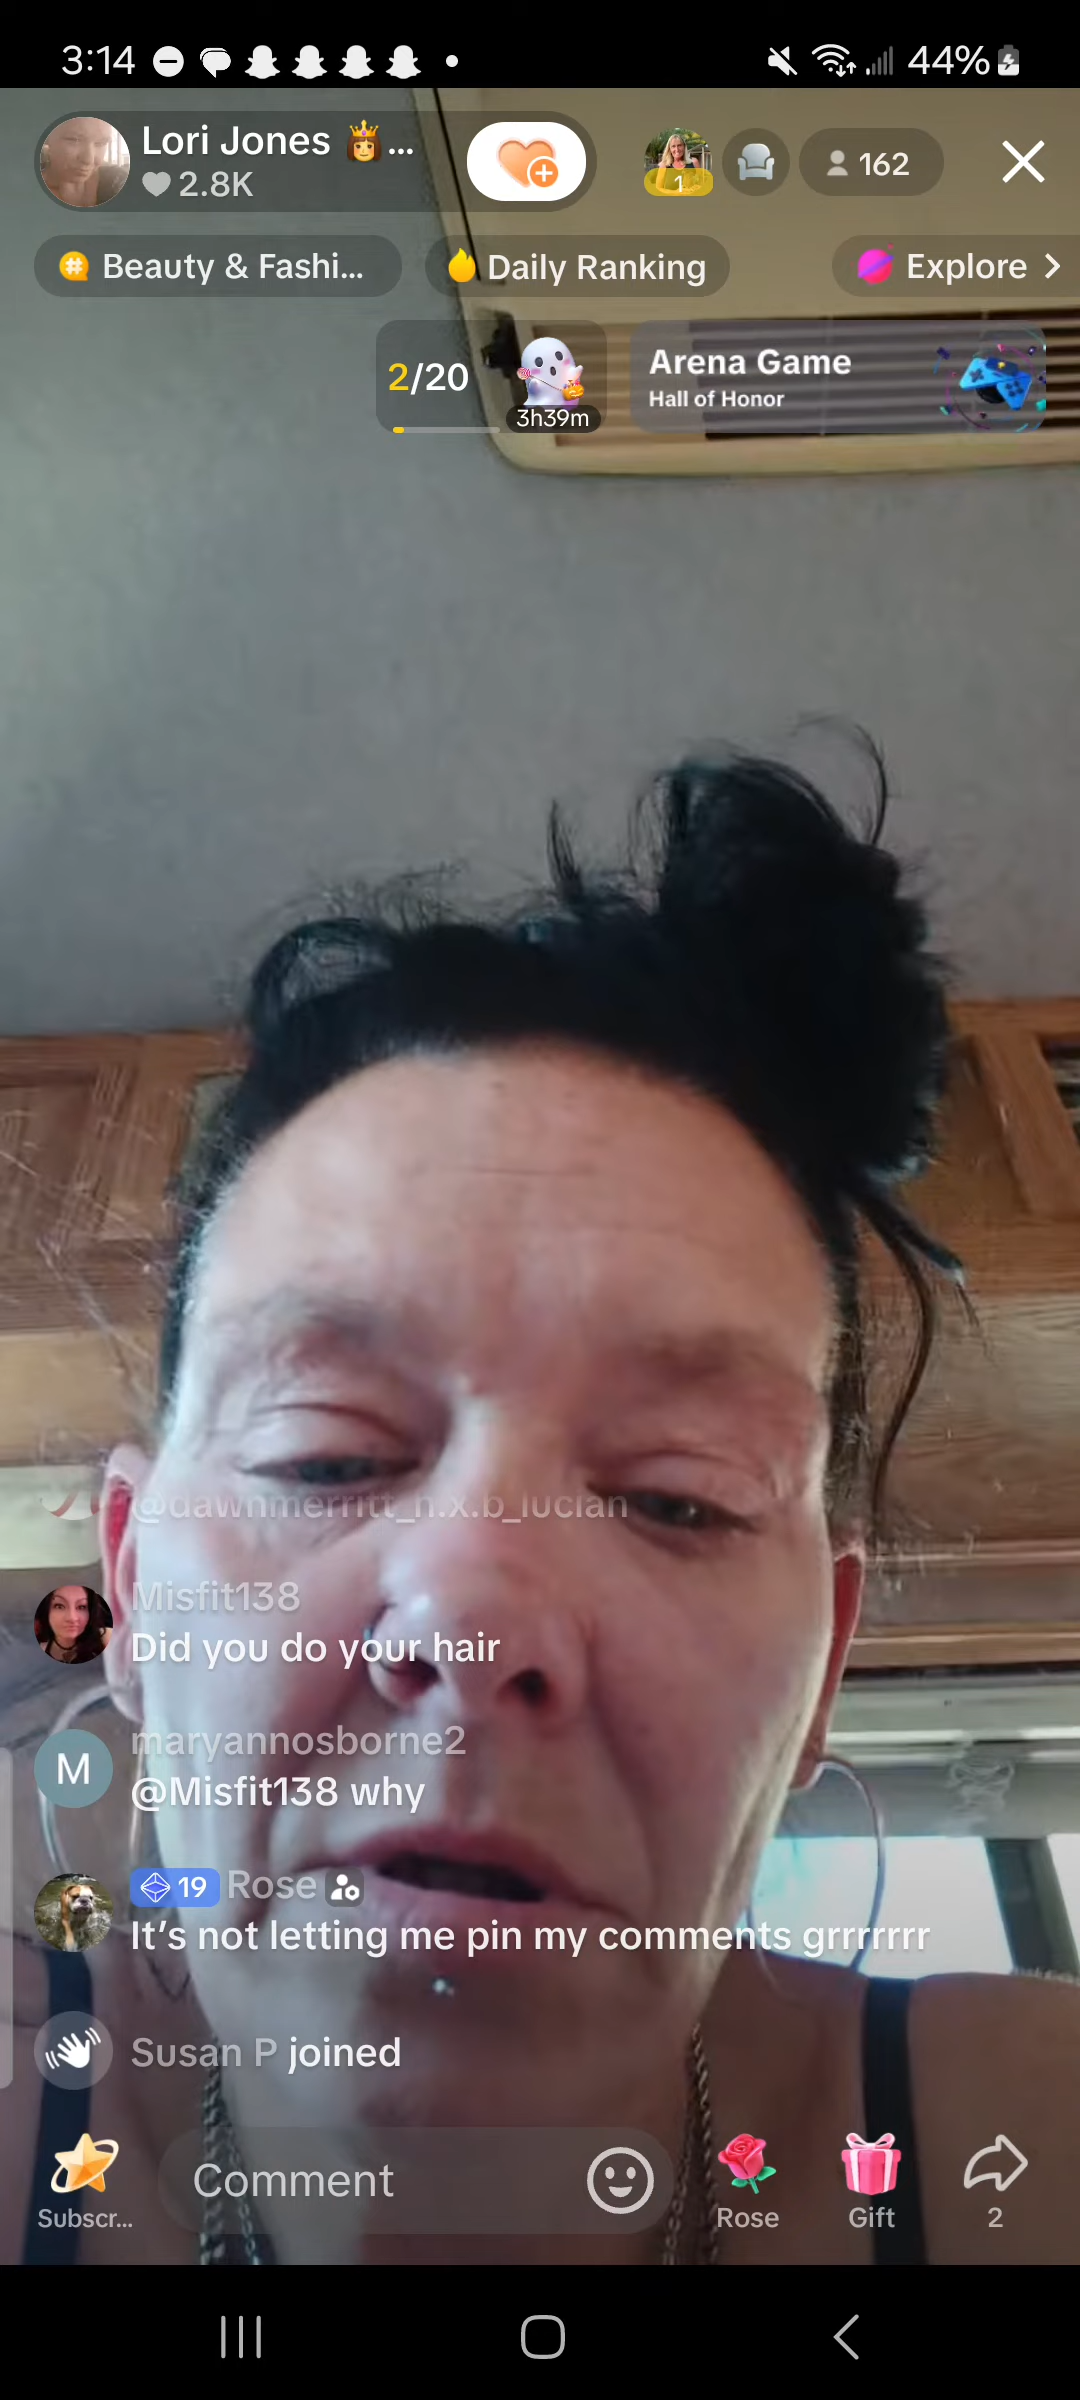 3:14
44%
Lori Jones 👸...
2.8K
1
162
Beauty & Fashi...
Daily Ranking
Explore >
2/20
3h39m
Arena Game
Hall of Honor
@dawnmerritt_n.x.b_lucian
Misfit138
Did you do your hair
M
maryannosborne2
@Misfit138 why
19 Rose
It's not letting me pin my comments grrrrrrr
Susan P joined
Comment
Subscr...
Rose
Gift
2